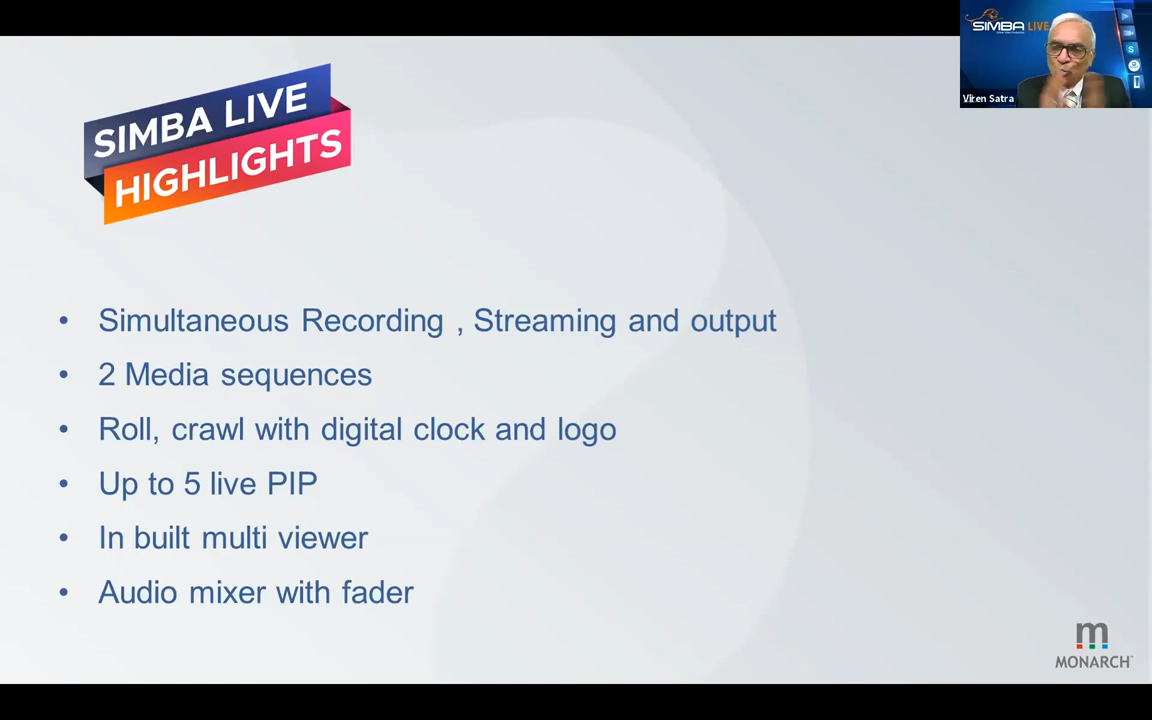 SIMBA LIVE
Viren Satra
SIMBA LIVE
HIGHLIGHTS
• Simultaneous Recording , Streaming and output
• 2 Media sequences
• Roll, crawl with digital clock and logo
• Up to 5 live PIP
• In built multi viewer
• Audio mixer with fader
m
MONARCH